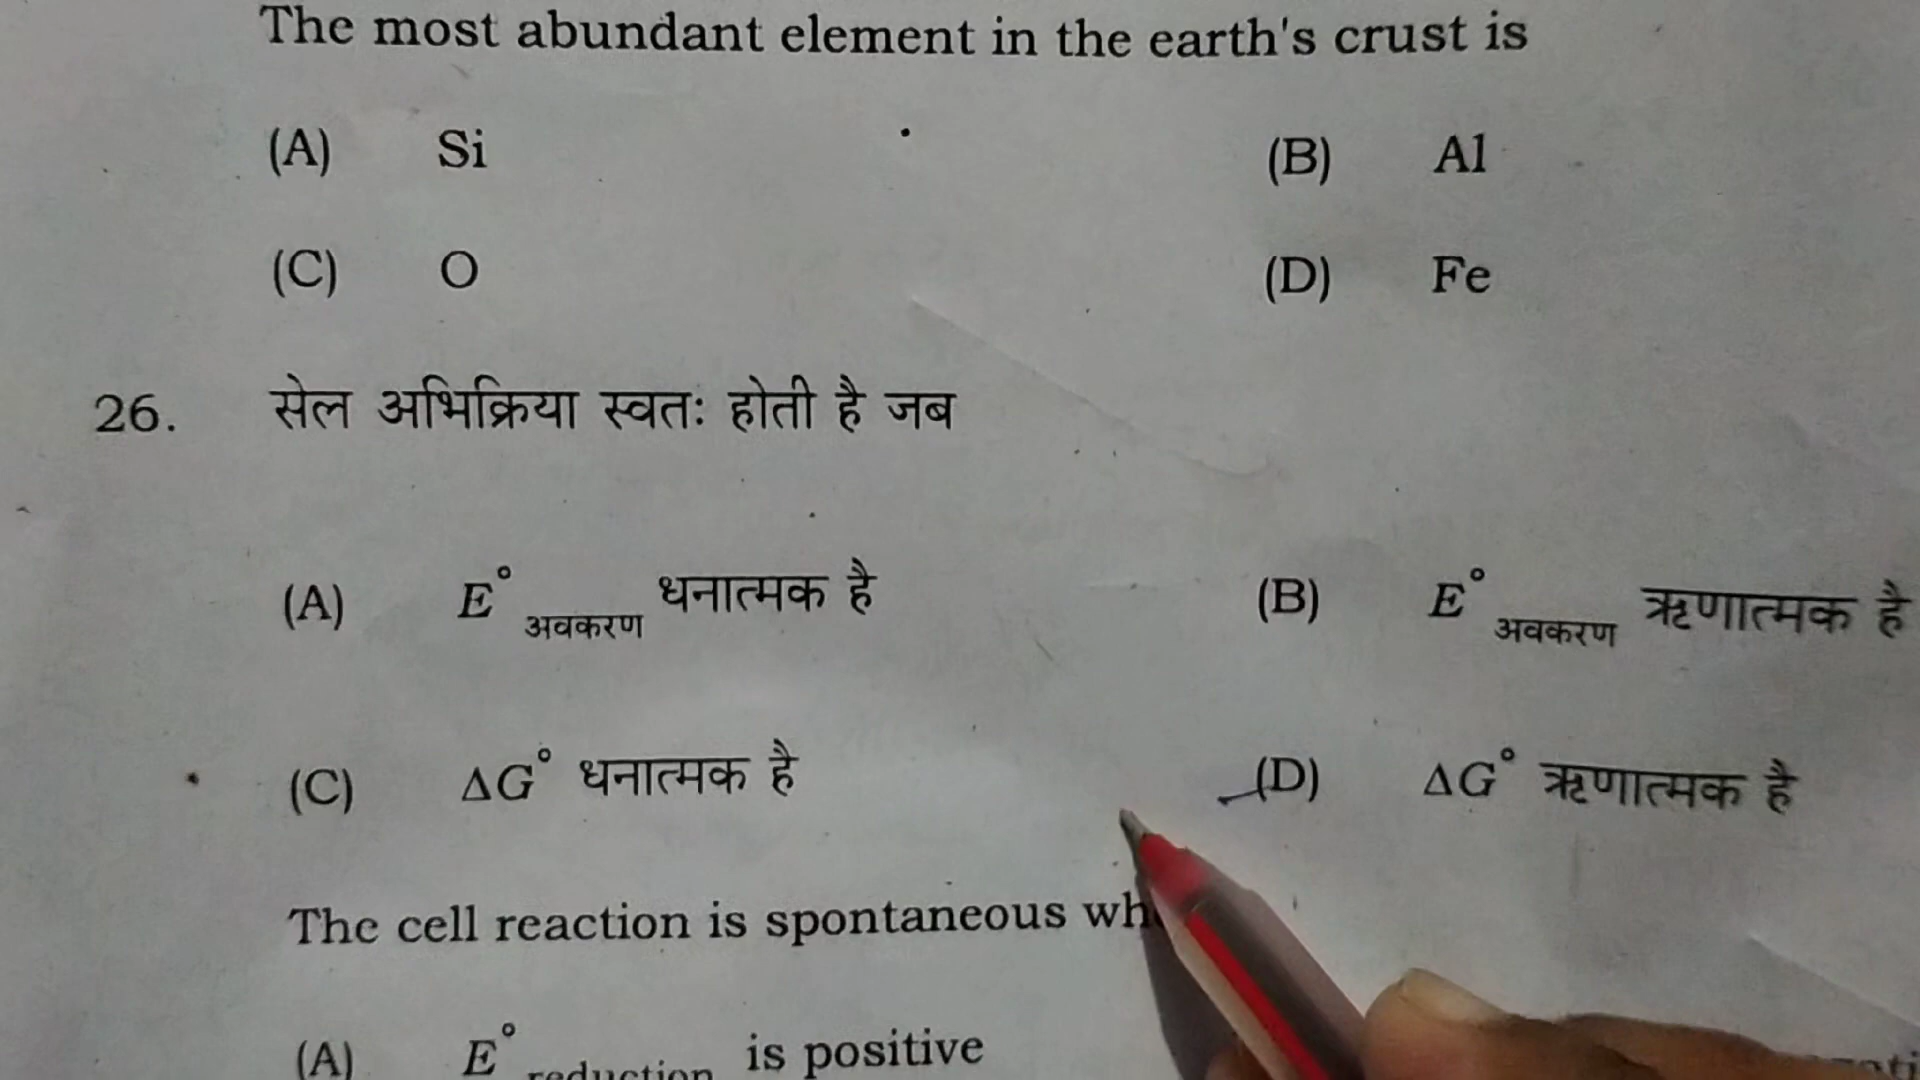 The most abundant element in the earth's crust is
(A) Si (B) Al
(C) O (D) Fe
26. सेल अभिक्रिया स्वतः होती है जब
(A) E°अवकरण धनात्मक है (B) E°अवकरण ऋणात्मक है
(C) ΔG° धनात्मक है (D) ΔG° ऋणात्मक है
The cell reaction is spontaneous
(A) E°reduction is positive